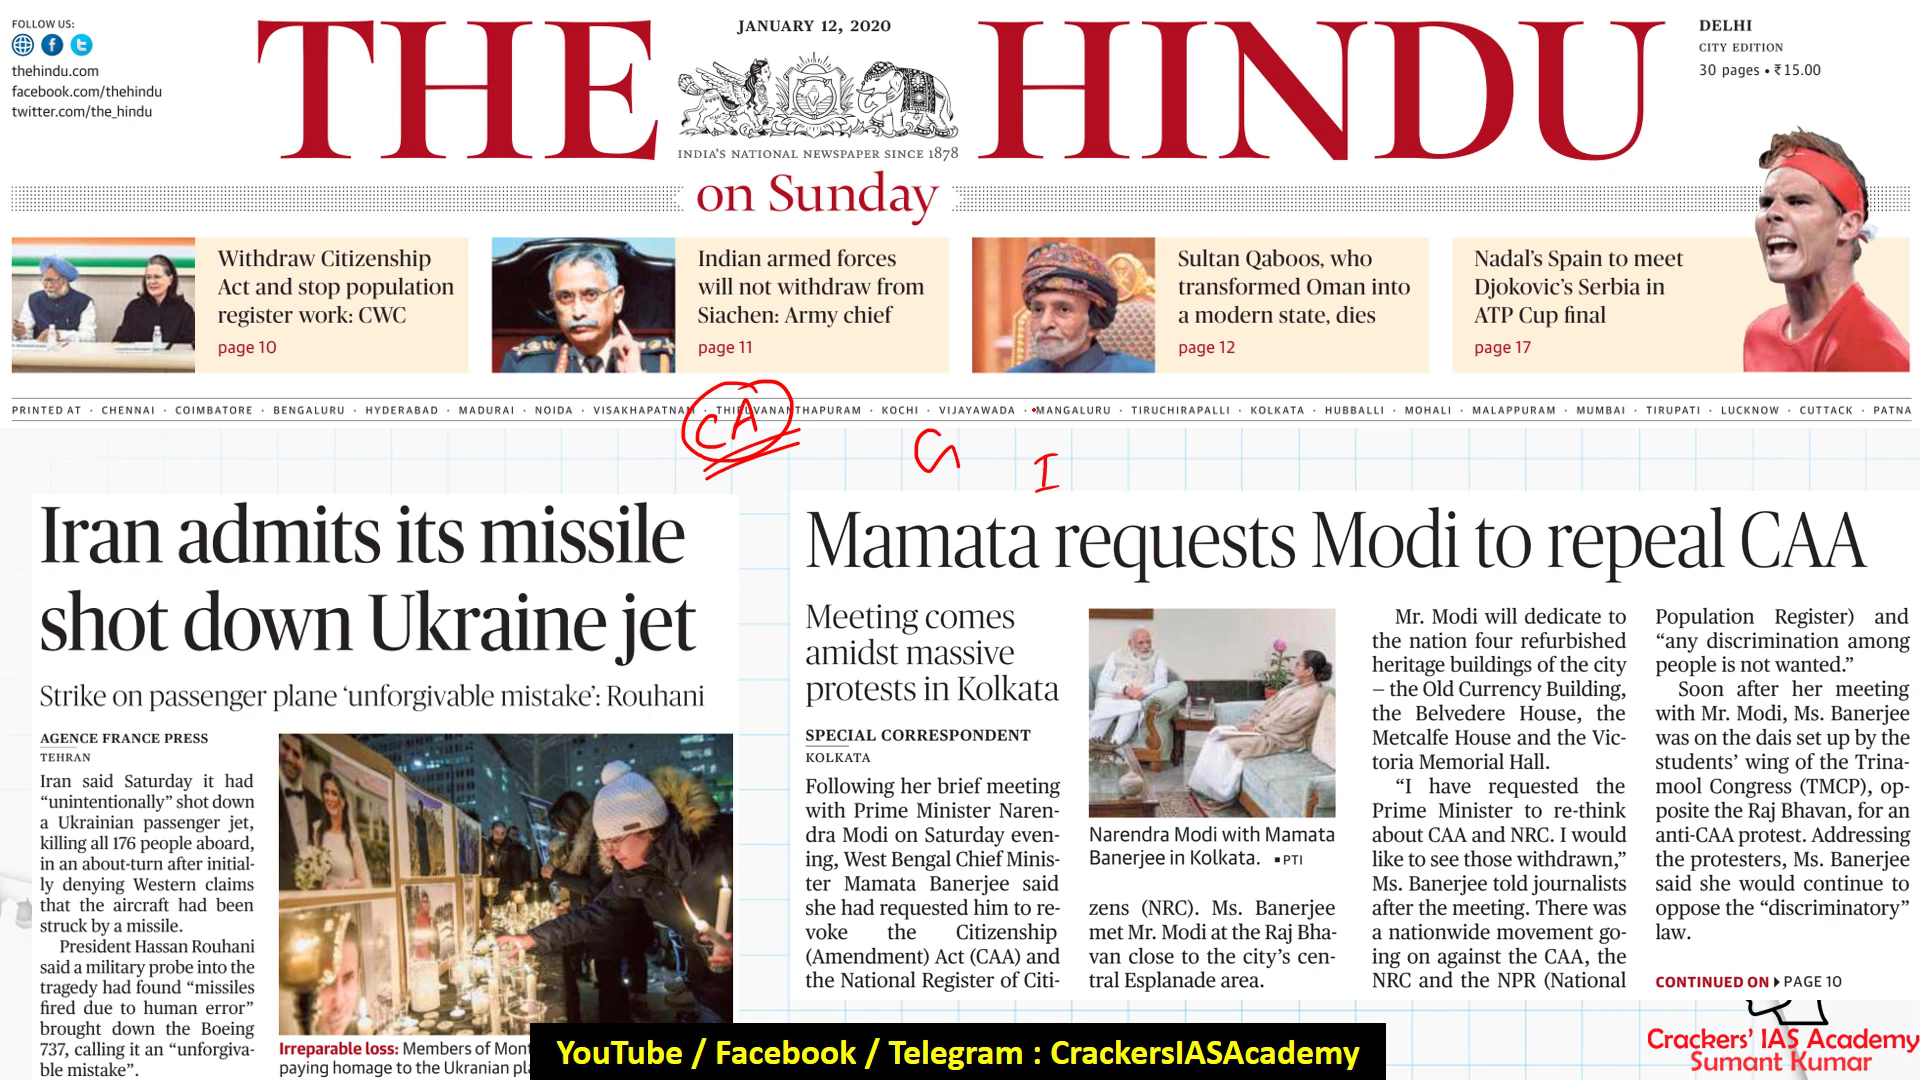 FOLLOW US:
thehindu.com
facebook.com/thehindu
twitter.com/the_hindu
JANUARY 12, 2020
THE HINDU
INDIA'S NATIONAL NEWSPAPER SINCE 1878
on Sunday
DELHI
CITY EDITION
30 pages • ₹15.00
Withdraw Citizenship
Act and stop population
register work: CWC
page 10
Indian armed forces
will not withdraw from
Siachen: Army chief
page 11
Sultan Qaboos, who
transformed Oman into
a modern state, dies
page 12
Nadal's Spain to meet
Djokovic's Serbia in
ATP Cup final
page 17
PRINTED AT · CHENNAI · COIMBATORE · BENGALURU · HYDERABAD · MADURAI · NOIDA · VISAKHAPATNAM · THIRUVANANTHAPURAM · KOCHI · VIJAYAWADA · MANGALURU · TIRUCHIRAPALLI · KOLKATA · HUBBALLI · MOHALI · MALAPPURAM · MUMBAI · TIRUPATI · LUCKNOW · CUTTACK · PATNA
CA
G
I
Iran admits its missile
shot down Ukraine jet
Strike on passenger plane ‘unforgivable mistake’: Rouhani
AGENCE FRANCE PRESS
TEHRAN
Iran said Saturday it had
“unintentionally” shot down
a Ukrainian passenger jet,
killing all 176 people aboard,
in an about-turn after initial-
ly denying Western claims
that the aircraft had been
struck by a missile.
President Hassan Rouhani
said a military probe into the
tragedy had found “missiles
fired due to human error”
brought down the Boeing
737, calling it an “unforgiva-
ble mistake”.
Irreparable loss: Members of Mont
paying homage to the Ukranian pl
Mamata requests Modi to repeal CAA
Meeting comes
amidst massive
protests in Kolkata
SPECIAL CORRESPONDENT
KOLKATA
Following her brief meeting
with Prime Minister Naren-
dra Modi on Saturday even-
ing, West Bengal Chief Minis-
ter Mamata Banerjee said
she had requested him to re-
voke the Citizenship
(Amendment) Act (CAA) and
the National Register of Citi-
Narendra Modi with Mamata
Banerjee in Kolkata. ▪PTI
zens (NRC). Ms. Banerjee
met Mr. Modi at the Raj Bha-
van close to the city's cen-
tral Esplanade area.
Mr. Modi will dedicate to
the nation four refurbished
heritage buildings of the city
– the Old Currency Building,
the Belvedere House, the
Metcalfe House and the Vic-
toria Memorial Hall.
“I have requested the
Prime Minister to re-think
about CAA and NRC. I would
like to see those withdrawn,”
Ms. Banerjee told journalists
after the meeting. There was
a nationwide movement go-
ing on against the CAA, the
NRC and the NPR (National
Population Register) and
“any discrimination among
people is not wanted.”
Soon after her meeting
with Mr. Modi, Ms. Banerjee
was on the dais set up by the
students' wing of the Trina-
mool Congress (TMCP), op-
posite the Raj Bhavan, for an
anti-CAA protest. Addressing
the protesters, Ms. Banerjee
said she would continue to
oppose the “discriminatory”
law.
CONTINUED ON PAGE 10
YouTube / Facebook / Telegram : CrackersIASAcademy
Crackers' IAS Academy
Sumant Kumar